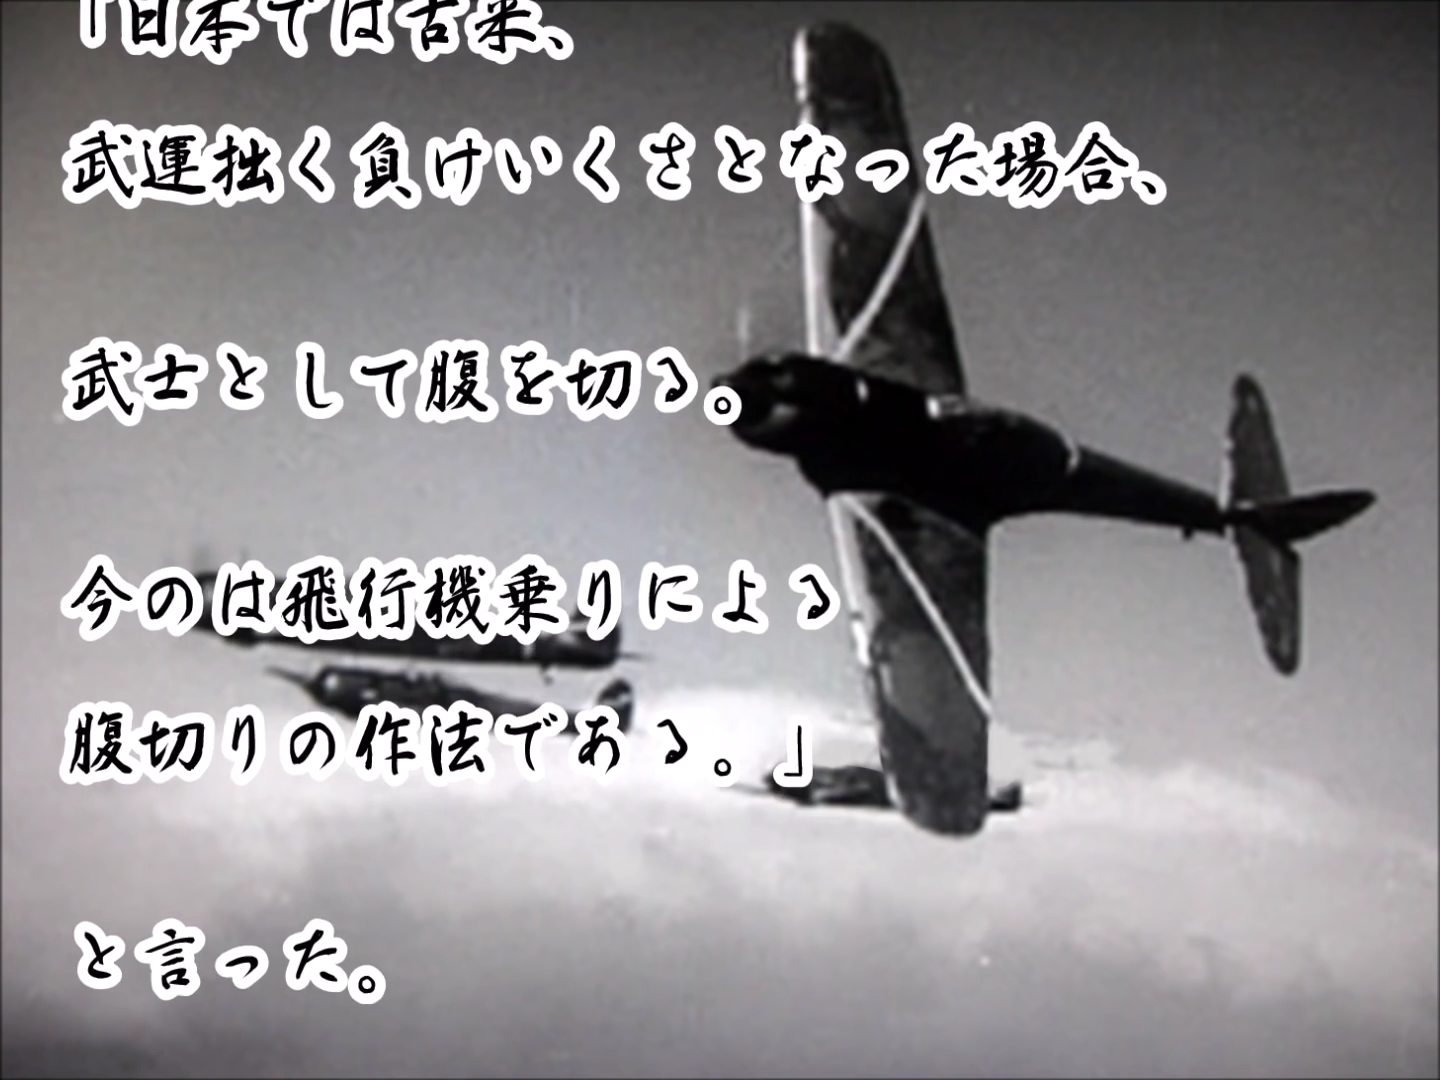 「日本では古来、
武運拙く負けいくさとなった場合、
武士として腹を切る。
今のは飛行機乗りによる
腹切りの作法である。」
と言った。